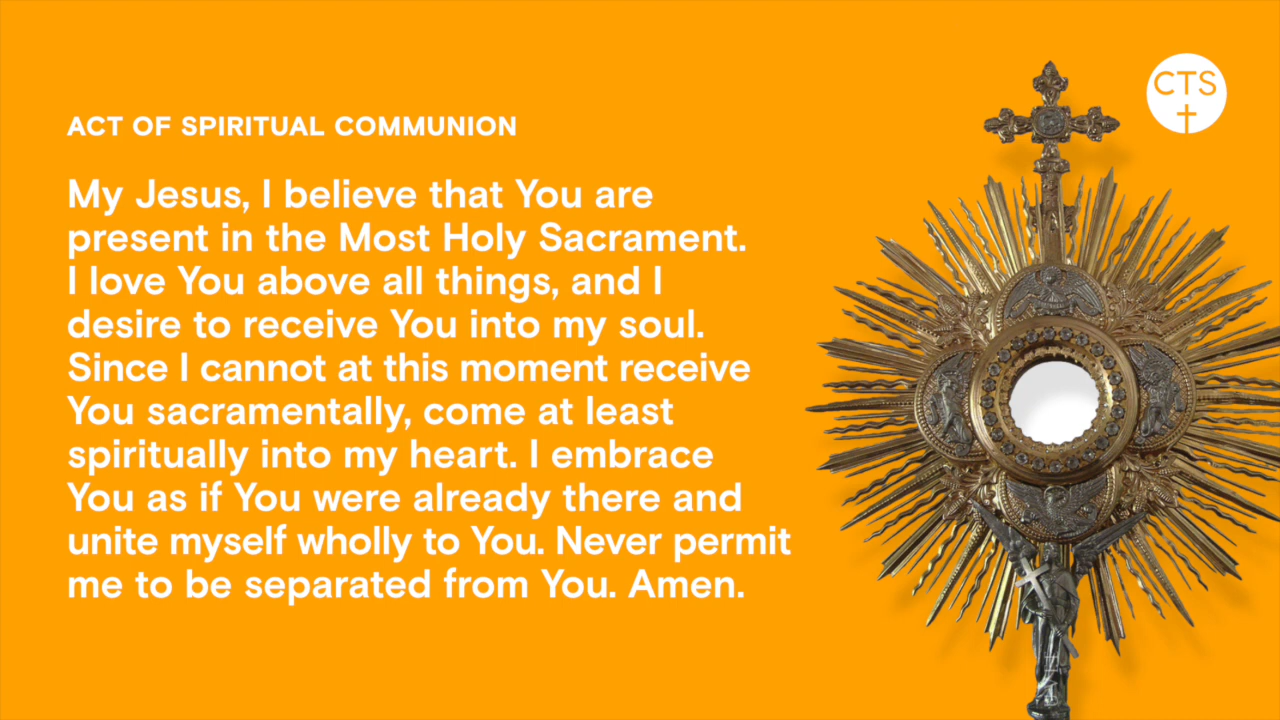 CTS
ACT OF SPIRITUAL COMMUNION
My Jesus, I believe that You are
present in the Most Holy Sacrament.
I love You above all things, and I
desire to receive You into my soul.
Since I cannot at this moment receive
You sacramentally, come at least
spiritually into my heart. I embrace
You as if You were already there and
unite myself wholly to You. Never permit
me to be separated from You. Amen.